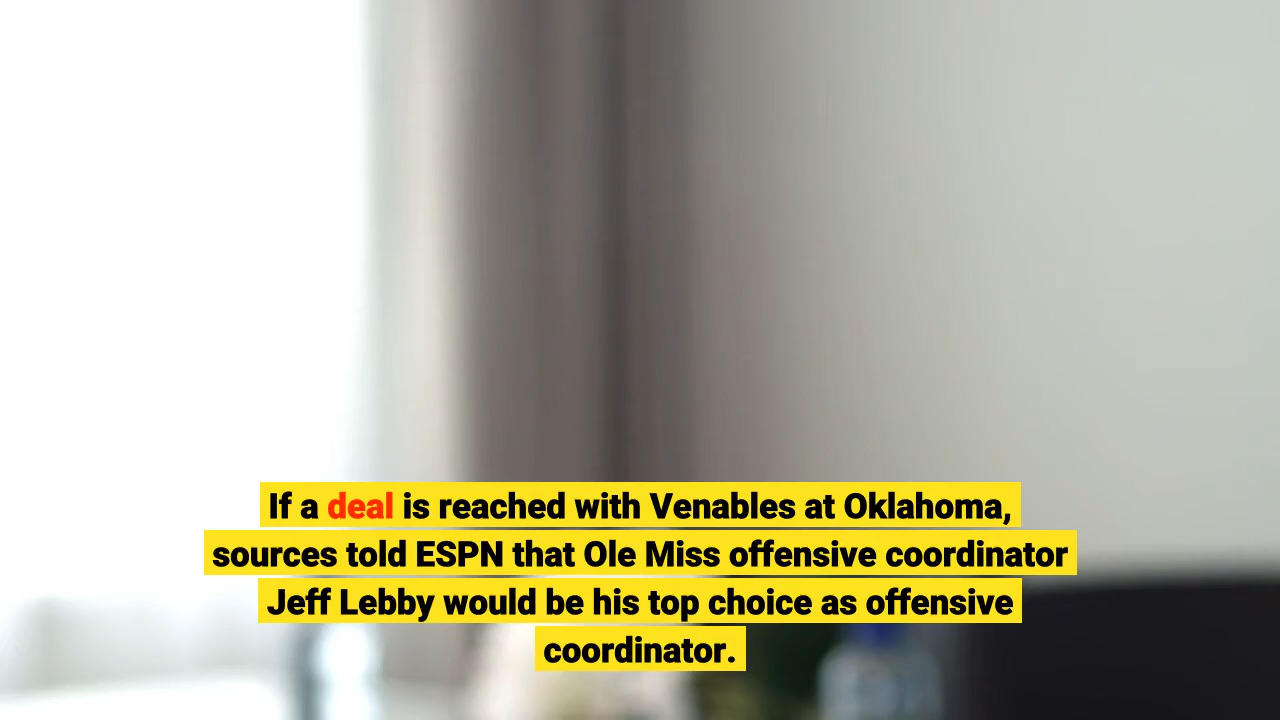 If a deal is reached with Venables at Oklahoma,
sources told ESPN that Ole Miss offensive coordinator
Jeff Lebby would be his top choice as offensive
coordinator.